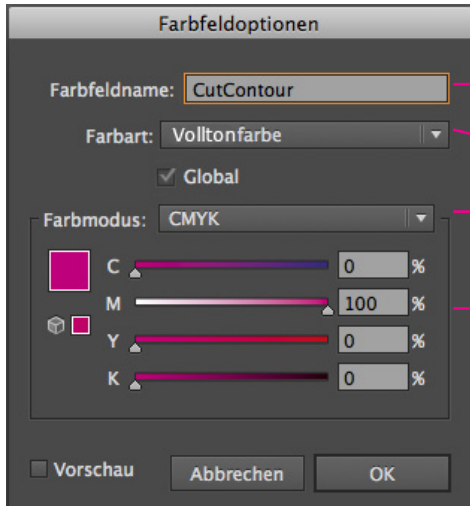 Farbfeldoptionen
Farbfeldname: CutContour
Farbart: Volltonfarbe
Global
Farbmodus: CMYK
C 0 %
M 100 %
Y 0 %
K 0 %
Vorschau Abbrechen OK